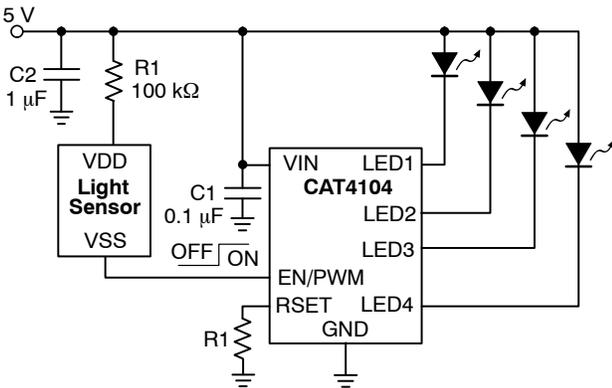 5 V
C2
1 μF
R1
100 kΩ
VDD
Light
Sensor
VSS
C1
0.1 μF
OFF
ON
VIN
LED1
CAT4104
LED2
LED3
EN/PWM
RSET
LED4
GND
R1